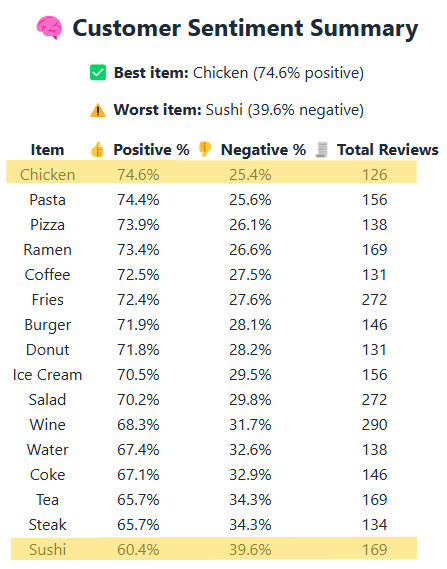 🧠 Customer Sentiment Summary
✅ Best item: Chicken (74.6% positive)
⚠️ Worst item: Sushi (39.6% negative)
Item 👍 Positive % 👎 Negative % 🧾 Total Reviews
Chicken 74.6% 25.4% 126
Pasta 74.4% 25.6% 156
Pizza 73.9% 26.1% 138
Ramen 73.4% 26.6% 169
Coffee 72.5% 27.5% 131
Fries 72.4% 27.6% 272
Burger 71.9% 28.1% 146
Donut 71.8% 28.2% 131
Ice Cream 70.5% 29.5% 156
Salad 70.2% 29.8% 272
Wine 68.3% 31.7% 290
Water 67.4% 32.6% 138
Coke 67.1% 32.9% 146
Tea 65.7% 34.3% 169
Steak 65.7% 34.3% 134
Sushi 60.4% 39.6% 169